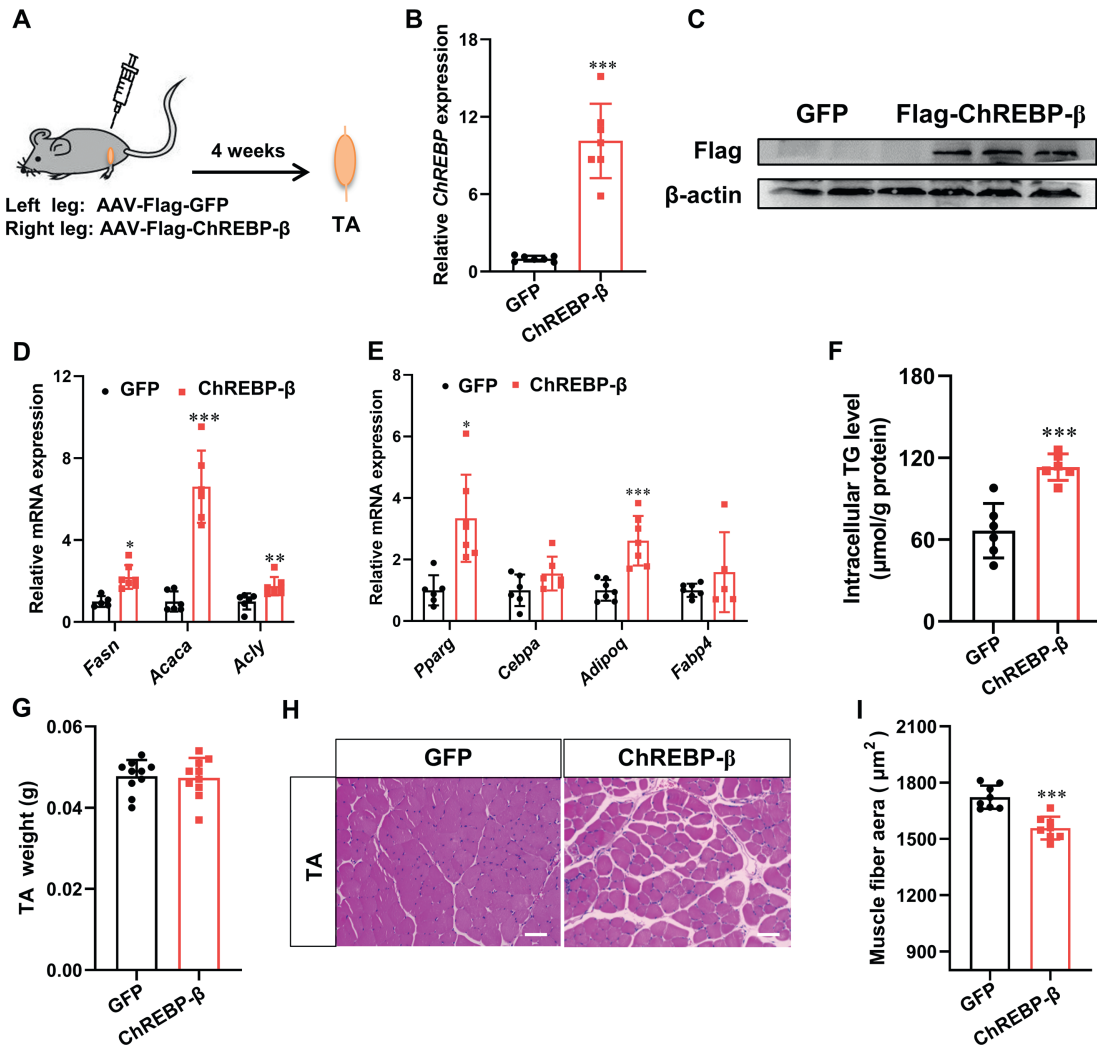 A
4 weeks
Left leg: AAV-Flag-GFP
Right leg: AAV-Flag-ChREBP-β
TA
B
Relative ChREBP expression
18
12
6
0
***
GFP
ChREBP-β
C
GFP Flag-ChREBP-β
Flag
β-actin
D
Relative mRNA expression
12
8
4
0
GFP ChREBP-β
*
***
**
Fasn
Acaca
Acly
E
Relative mRNA expression
8
6
4
2
0
GFP ChREBP-β
*
***
Pparg
Cebpa
Adipoq
Fabp4
F
Intracellular TG level
(μmol/g protein)
180
120
60
0
***
GFP
ChREBP-β
G
TA weight (g)
0.06
0.04
0.02
0.00
GFP
ChREBP-β
H
GFP ChREBP-β
TA
I
Muscle fiber aera ( μm² )
2100
1800
1500
1200
900
***
GFP
ChREBP-β